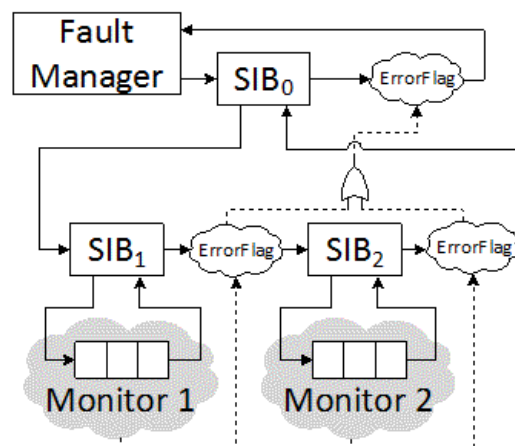 Fault
Manager
SIB₀
ErrorFlag
SIB₁
ErrorFlag
SIB₂
ErrorFlag
Monitor 1
Monitor 2